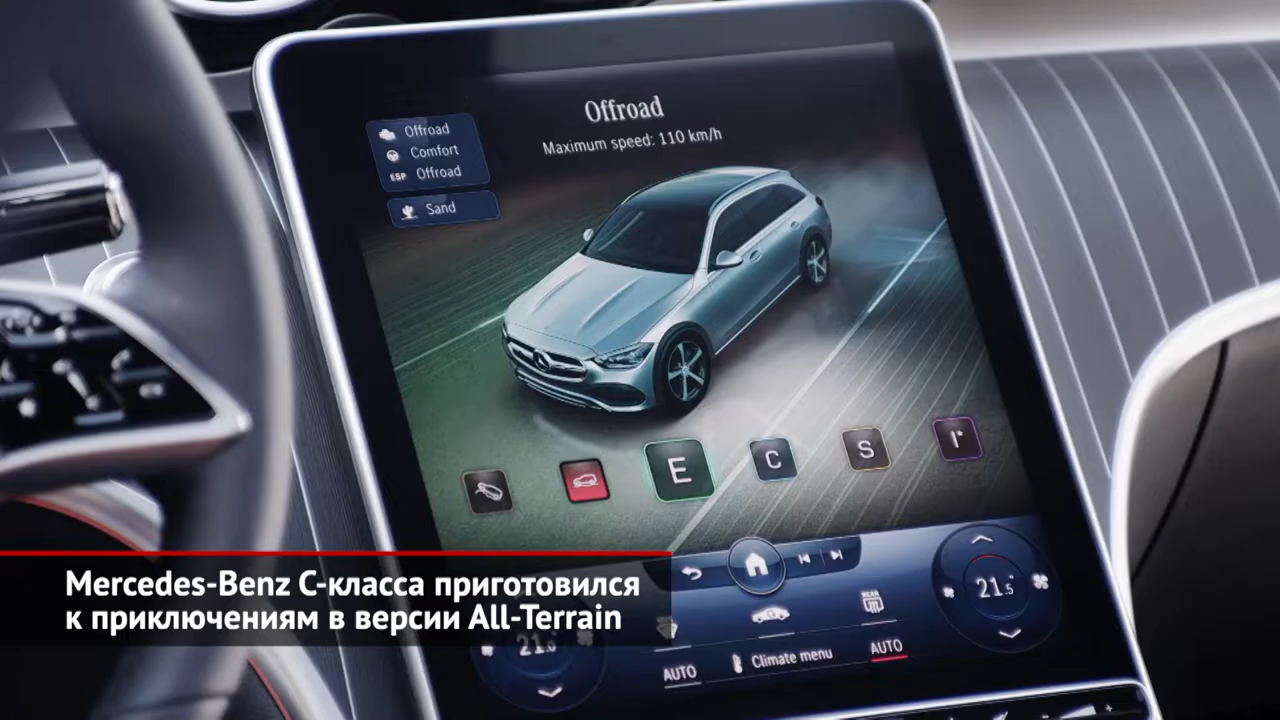 Offroad
Maximum speed: 110 km/h
Offroad
Comfort
ESP Offroad
Sand
E
C
S
I*
REAR
21.5°
AUTO
Climate menu
AUTO
Mercedes-Benz C-класса приготовился
к приключениям в версии All-Terrain